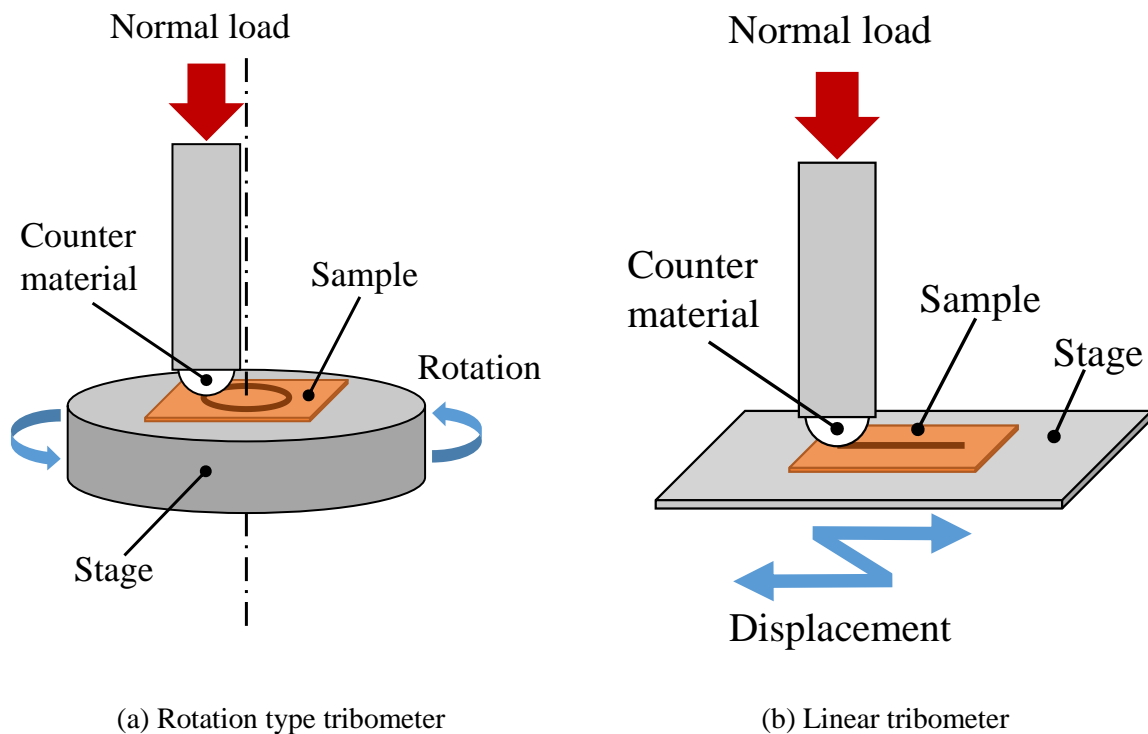 Normal load
Counter
material
Sample
Rotation
Stage
(a) Rotation type tribometer
Normal load
Counter
material
Sample
Stage
Displacement
(b) Linear tribometer